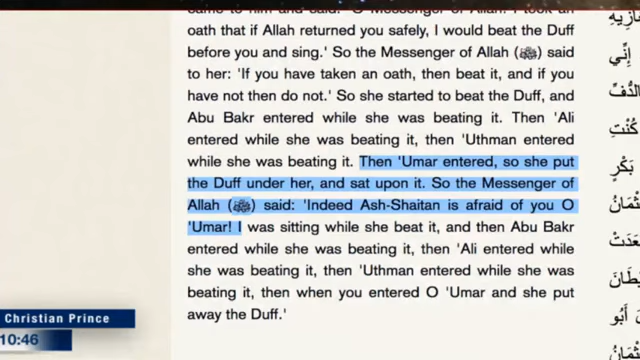 came to him and said: 'O Messenger of Allah! I took an
oath that if Allah returned you safely, I would beat the Duff
before you and sing.' So the Messenger of Allah (ﷺ) said
to her: 'If you have taken an oath, then beat it, and if you
have not then do not.' So she started to beat the Duff, and
Abu Bakr entered while she was beating it. Then 'Ali
entered while she was beating it, then 'Uthman entered
while she was beating it. Then 'Umar entered, so she put
the Duff under her, and sat upon it. So the Messenger of
Allah (ﷺ) said: 'Indeed Ash-Shaitan is afraid of you O
'Umar! I was sitting while she beat it, and then Abu Bakr
entered while she was beating it, then 'Ali entered while
she was beating it, then 'Uthman entered while she was
beating it, then when you entered O 'Umar and she put
away the Duff.'
مَغَازِيهِ
إِنِّي
بِالدُّفِّ
كُنْتِ
بَكْرٍ
عُثْمَانُ
فَقَعَدَتْ
الشَّيْطَانَ
أَبُو
عُثْمَانُ
Christian Prince
10:46